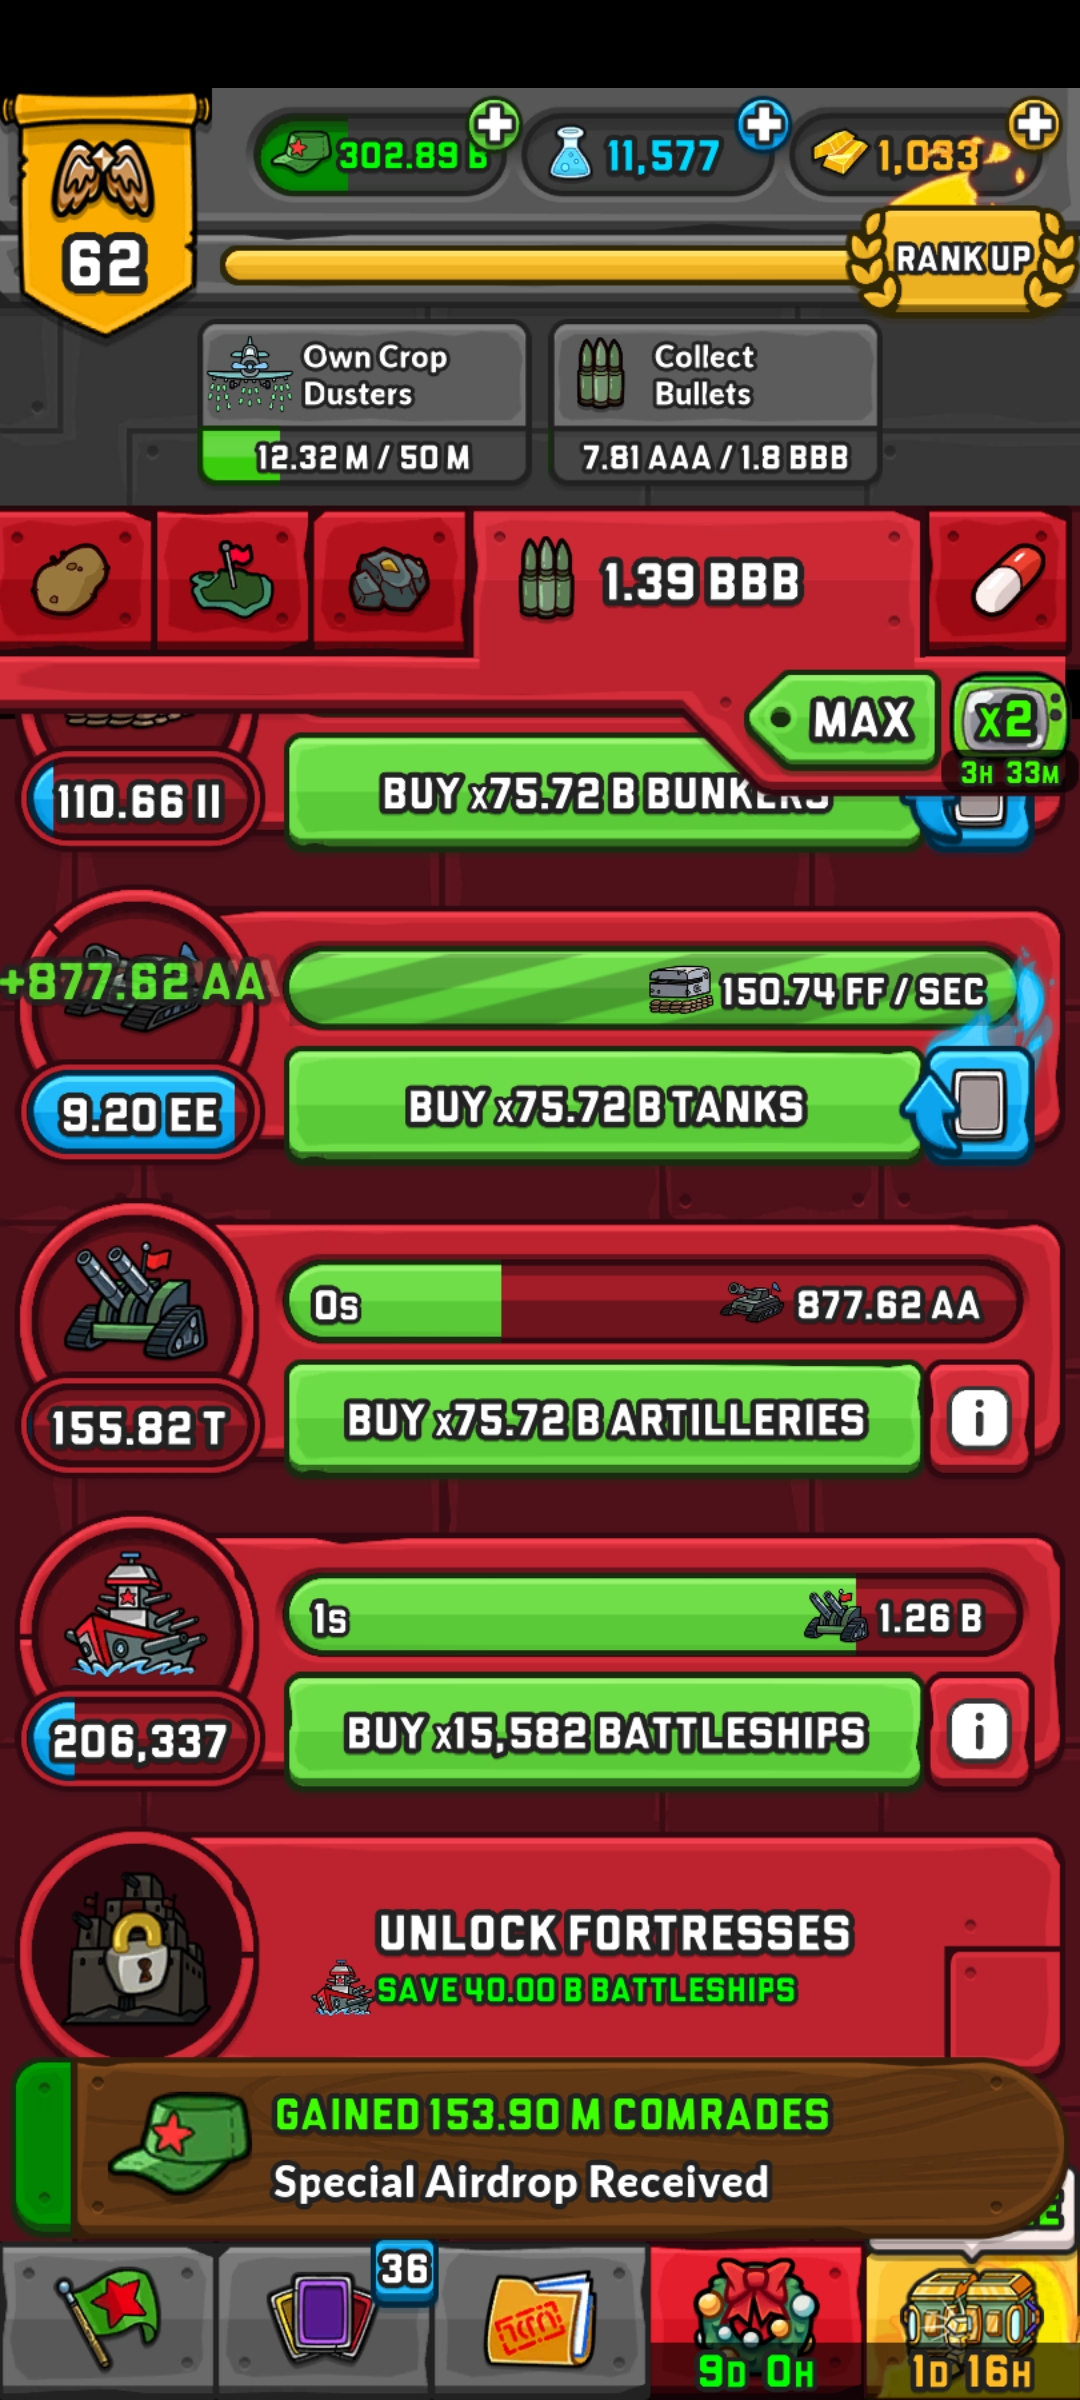 302.89 B
11,577
1,033
62
RANK UP
Own Crop
Dusters
Collect
Bullets
12.32 M / 50 M
7.81 AAA / 1.8 BBB
1.39 BBB
MAX
x2
3H 33M
110.66 II
BUY x75.72 B BUNKERS
+877.62 AA
150.74 FF / SEC
9.20 EE
BUY x75.72 B TANKS
0s
877.62 AA
155.82 T
BUY x75.72 B ARTILLERIES
i
1s
1.26 B
206,337
BUY x15,582 BATTLESHIPS
i
UNLOCK FORTRESSES
SAVE 40.00 B BATTLESHIPS
GAINED 153.90 M COMRADES
Special Airdrop Received
36
9D 0H
1D 16H